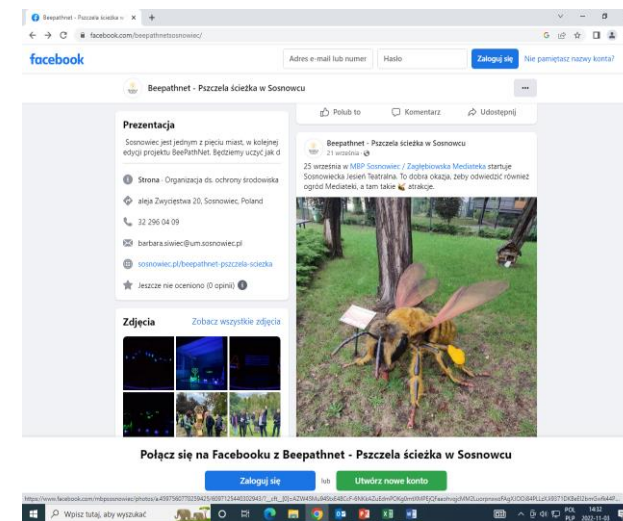 Beepathnet - Pszczela ścieżka w
facebook.com/beepathnetsosnowiec/
facebook
Adres e-mail lub numer
Hasło
Zaloguj się
Nie pamiętasz nazwy konta?
Beepathnet - Pszczela ścieżka w Sosnowcu
Prezentacja
Sosnowiec jest jednym z pięciu miast, w kolejnej
edycji projektu BeePathNet. Będziemy uczyć jak d
Strona · Organizacja ds. ochrony środowiska
aleja Zwycięstwa 20, Sosnowiec, Poland
32 296 04 09
barbara.siwiec@um.sosnowiec.pl
sosnowiec.pl/beepathnet-pszczela-sciezka
Jeszcze nie oceniono (0 opinii)
Zdjęcia
Zobacz wszystkie zdjęcia
Polub to
Komentarz
Udostępnij
Beepathnet - Pszczela ścieżka w Sosnowcu
21 września
25 września w MBP Sosnowiec / Zagłębiowska Mediateka startuje
Sosnowiecka Jesień Teatralna. To dobra okazja, żeby odwiedzić również
ogród Mediateki, a tam takie atrakcje.
Połącz się na Facebooku z Beepathnet - Pszczela ścieżka w Sosnowcu
Zaloguj się
lub
Utwórz nowe konto
Wpisz tutaj, aby wyszukać
POL
PLP
14:32
2022-11-03